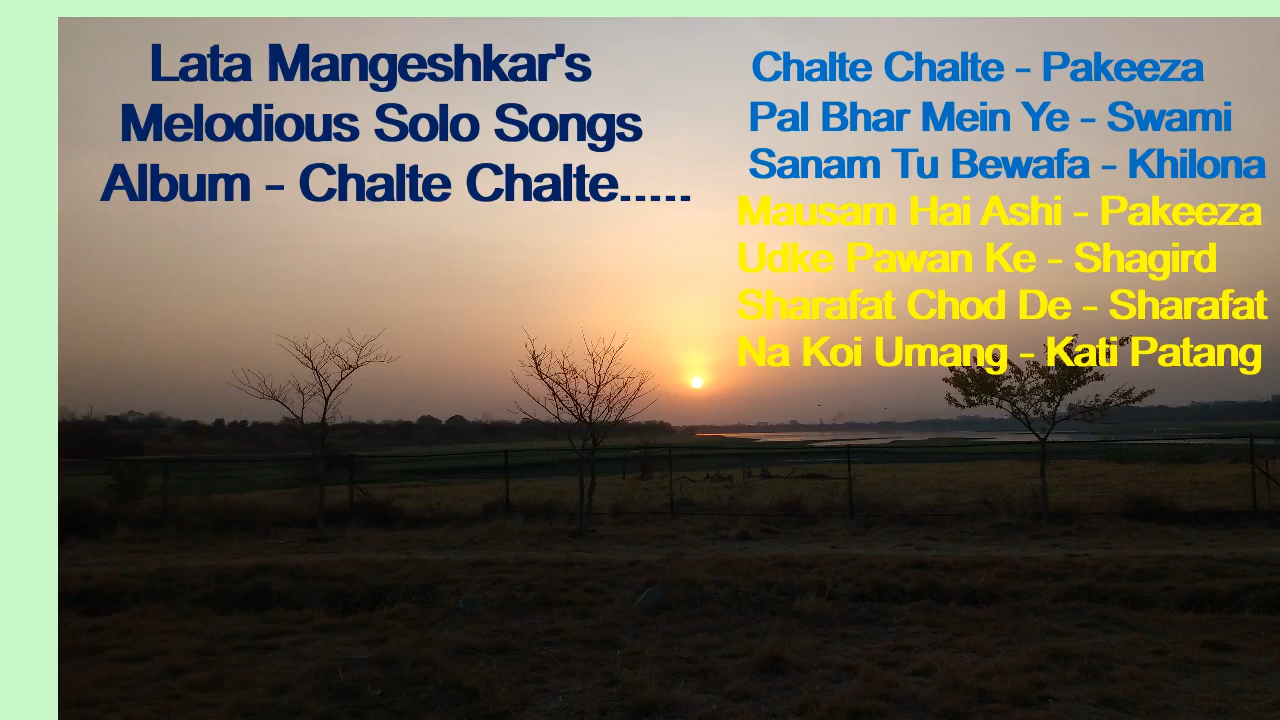 Lata Mangeshkar's
Melodious Solo Songs
Album - Chalte Chalte.....
Chalte Chalte - Pakeeza
Pal Bhar Mein Ye - Swami
Sanam Tu Bewafa - Khilona
Mausam Hai Ashi - Pakeeza
Udke Pawan Ke - Shagird
Sharafat Chod De - Sharafat
Na Koi Umang - Kati Patang